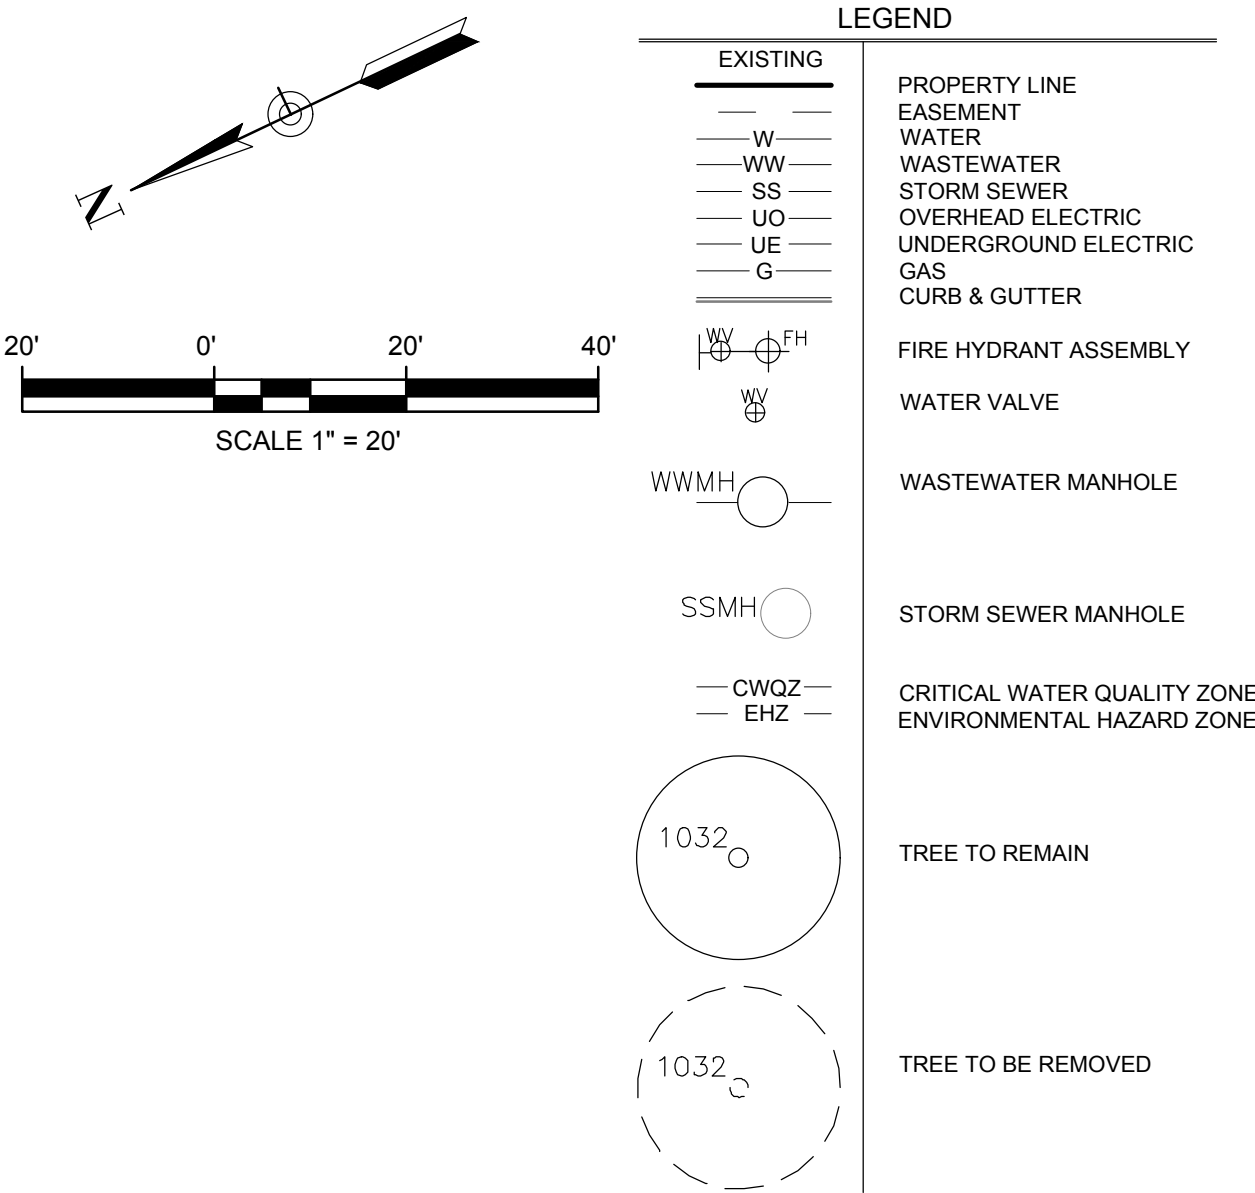 LEGEND
EXISTING
PROPERTY LINE
EASEMENT
W WATER
WW WASTEWATER
SS STORM SEWER
UO OVERHEAD ELECTRIC
UE UNDERGROUND ELECTRIC
G GAS
CURB & GUTTER
WV FH FIRE HYDRANT ASSEMBLY
WV WATER VALVE
WWMH WASTEWATER MANHOLE
SSMH STORM SEWER MANHOLE
CWQZ CRITICAL WATER QUALITY ZONE
EHZ ENVIRONMENTAL HAZARD ZONE
1032 TREE TO REMAIN
1032 TREE TO BE REMOVED
N
20' 0' 20' 40'
SCALE 1" = 20'